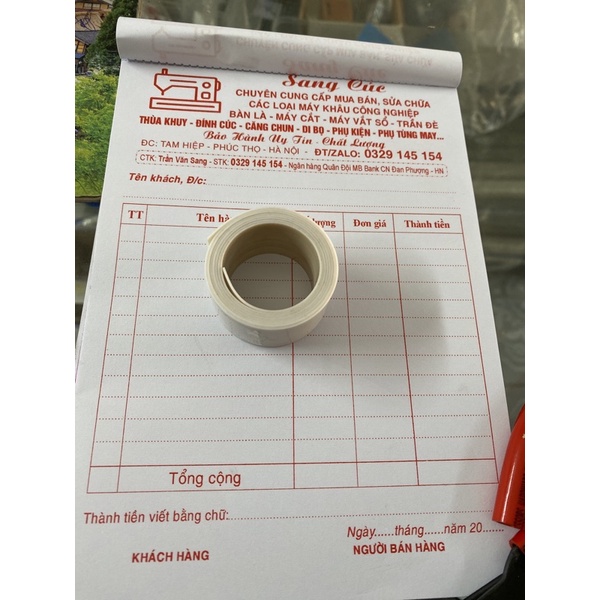 Sang Cúc
CHUYÊN CUNG CẤP MUA BÁN, SỬA CHỮA
CÁC LOẠI MÁY KHÂU CÔNG NGHIỆP
BÀN LÀ - MÁY CẮT - MÁY VẮT SỔ - TRẦN ĐÈ
THÙA KHUY - ĐÍNH CÚC - CĂNG CHUN - DI BỌ - PHỤ KIỆN - PHỤ TÙNG MAY...
Bảo Hành Uy Tín - Chất Lượng
ĐC: TAM HIỆP - PHÚC THỌ - HÀ NỘI - ĐT/ZALO: 0329 145 154
CTK: Trần Văn Sang - STK: 0329 145 154 - Ngân hàng Quân Đội MB Bank CN Đan Phượng - HN
Tên khách, Đ/c:
TT Tên hà lượng Đơn giá Thành tiền
Tổng cộng
Thành tiền viết bằng chữ:
Ngày......tháng......năm 20.......
KHÁCH HÀNG NGƯỜI BÁN HÀNG